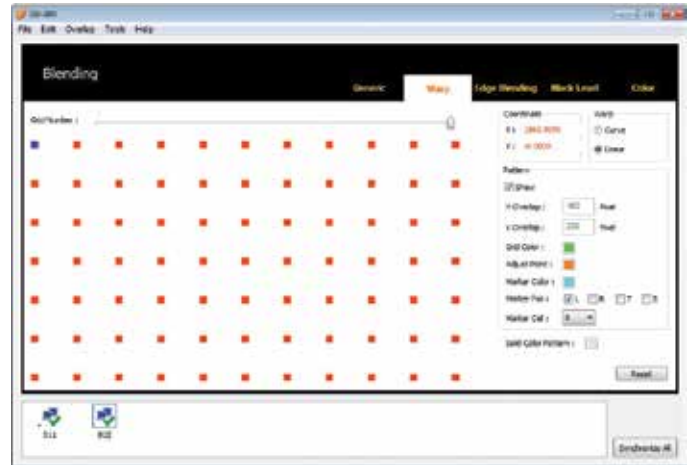 File Edit Overlap Tools Help
Blending
Generic Warp Edge Blending Black Level Color
Grid Number :
Coordinate
X :
Y :
Warp
Curve
Linear
Pattern
Show
X Overlap : Pixel
Y Overlap : Pixel
Grid Color :
Adjust Point :
Marker Color :
Marker Pos : L R T B
Marker Cell :
Solid Color Pattern :
Reset
Synchronize All